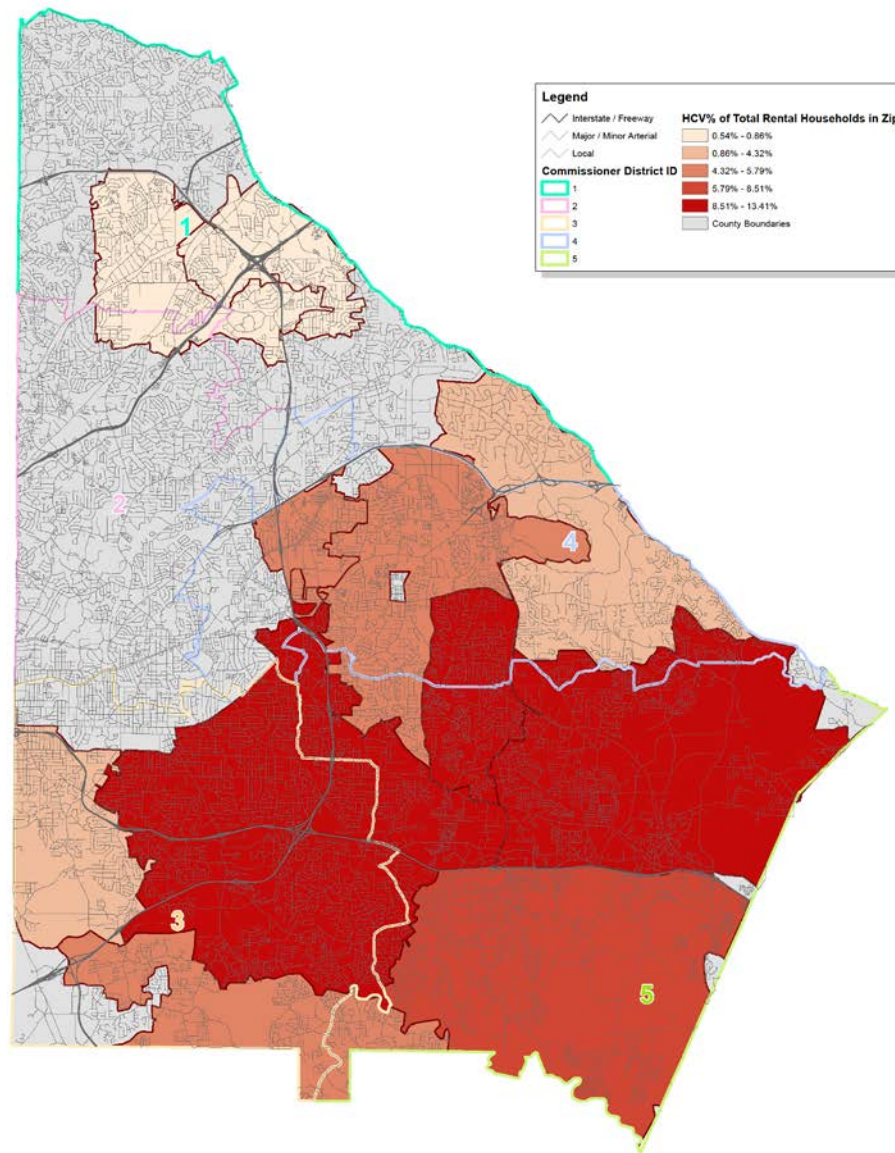 Legend
Interstate / Freeway
Major / Minor Arterial
Local
Commissioner District ID
1
2
3
4
5
HCV% of Total Rental Households in Zip
0.54% - 0.86%
0.86% - 4.32%
4.32% - 5.79%
5.79% - 8.51%
8.51% - 13.41%
County Boundaries
1
2
4
3
5